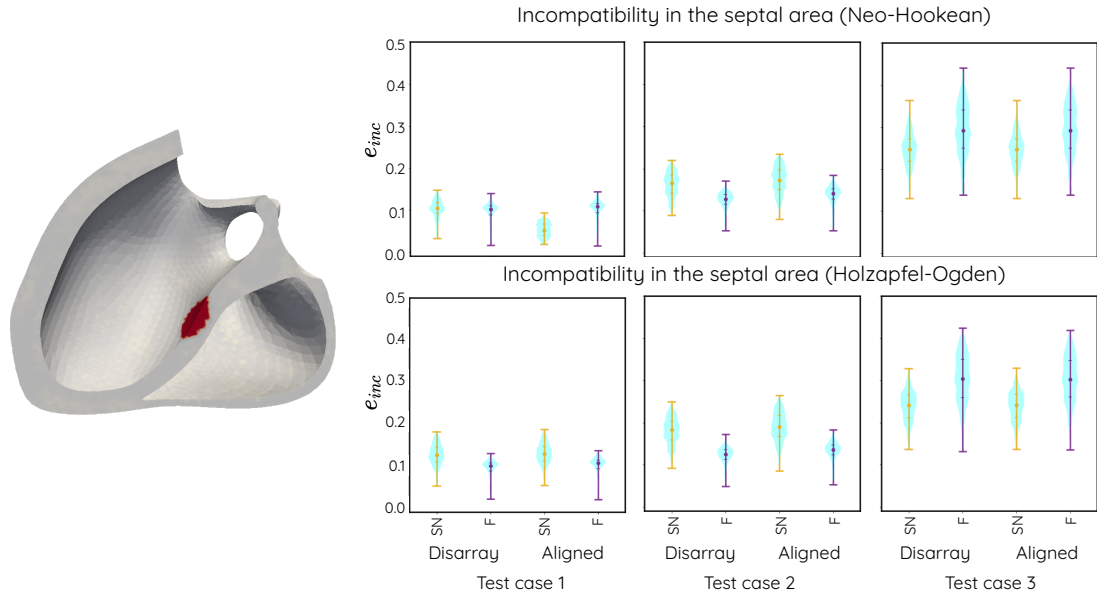 Incompatibility in the septal area (Neo-Hookean)
0.5
0.4
0.3
0.2
0.1
0.0
e_inc
Incompatibility in the septal area (Holzapfel-Ogden)
0.5
0.4
0.3
0.2
0.1
0.0
e_inc
SN F SN F SN F SN F SN F SN F
Disarray Aligned Disarray Aligned Disarray Aligned
Test case 1 Test case 2 Test case 3